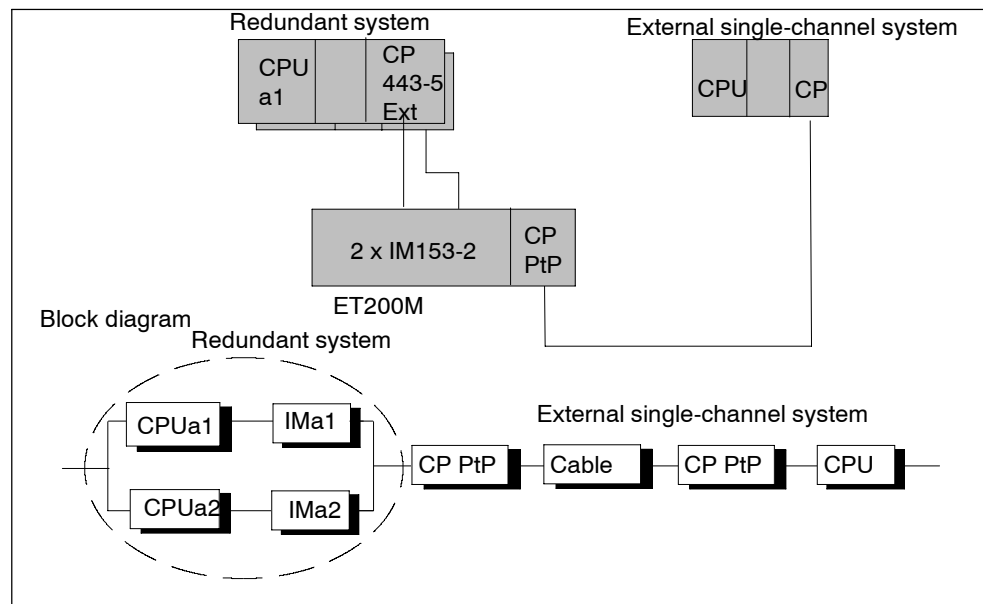 Redundant system
External single-channel system
CPU
a1
CP
443-5
Ext
CPU
CP
2 x IM153-2
CP
PtP
ET200M
Block diagram
Redundant system
External single-channel system
CPUa1
IMa1
CP PtP
Cable
CP PtP
CPU
CPUa2
IMa2